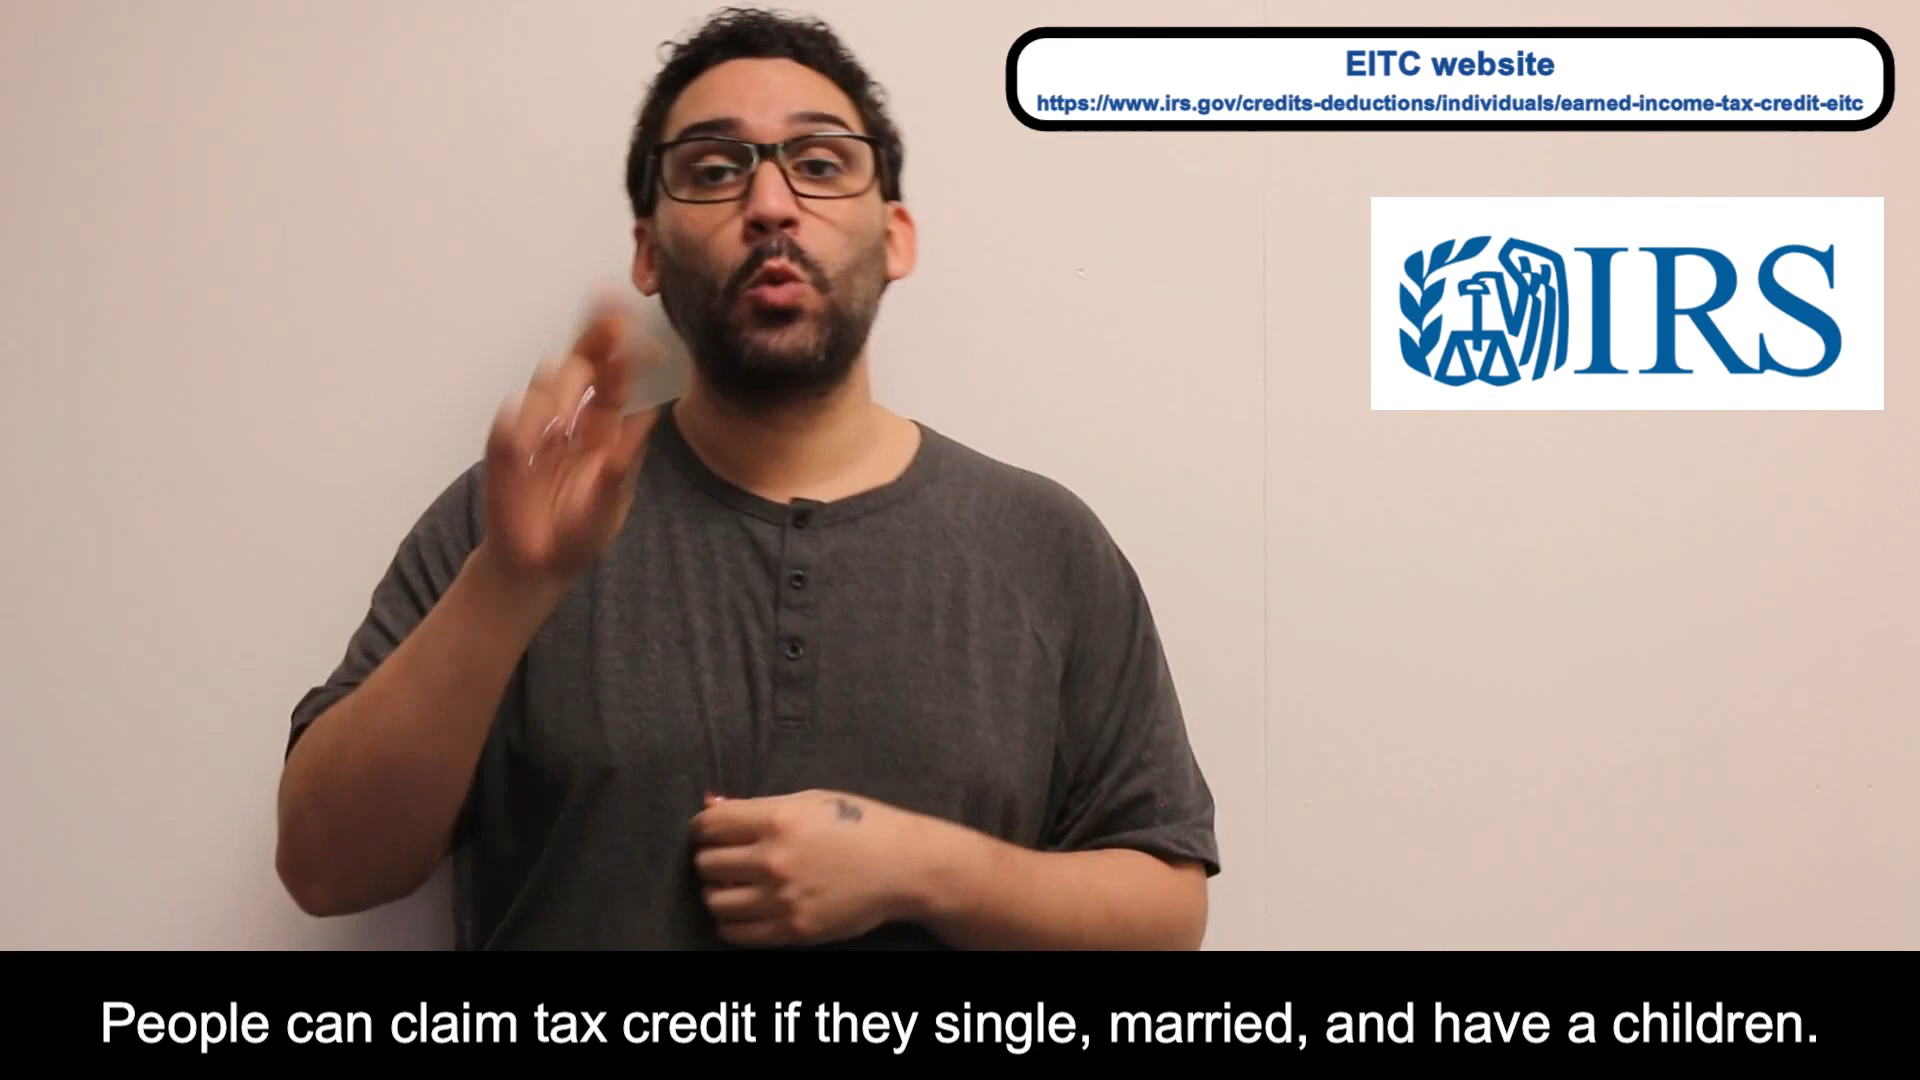 EITC website
https://www.irs.gov/credits-deductions/individuals/earned-income-tax-credit-eitc
IRS
People can claim tax credit if they single, married, and have a children.